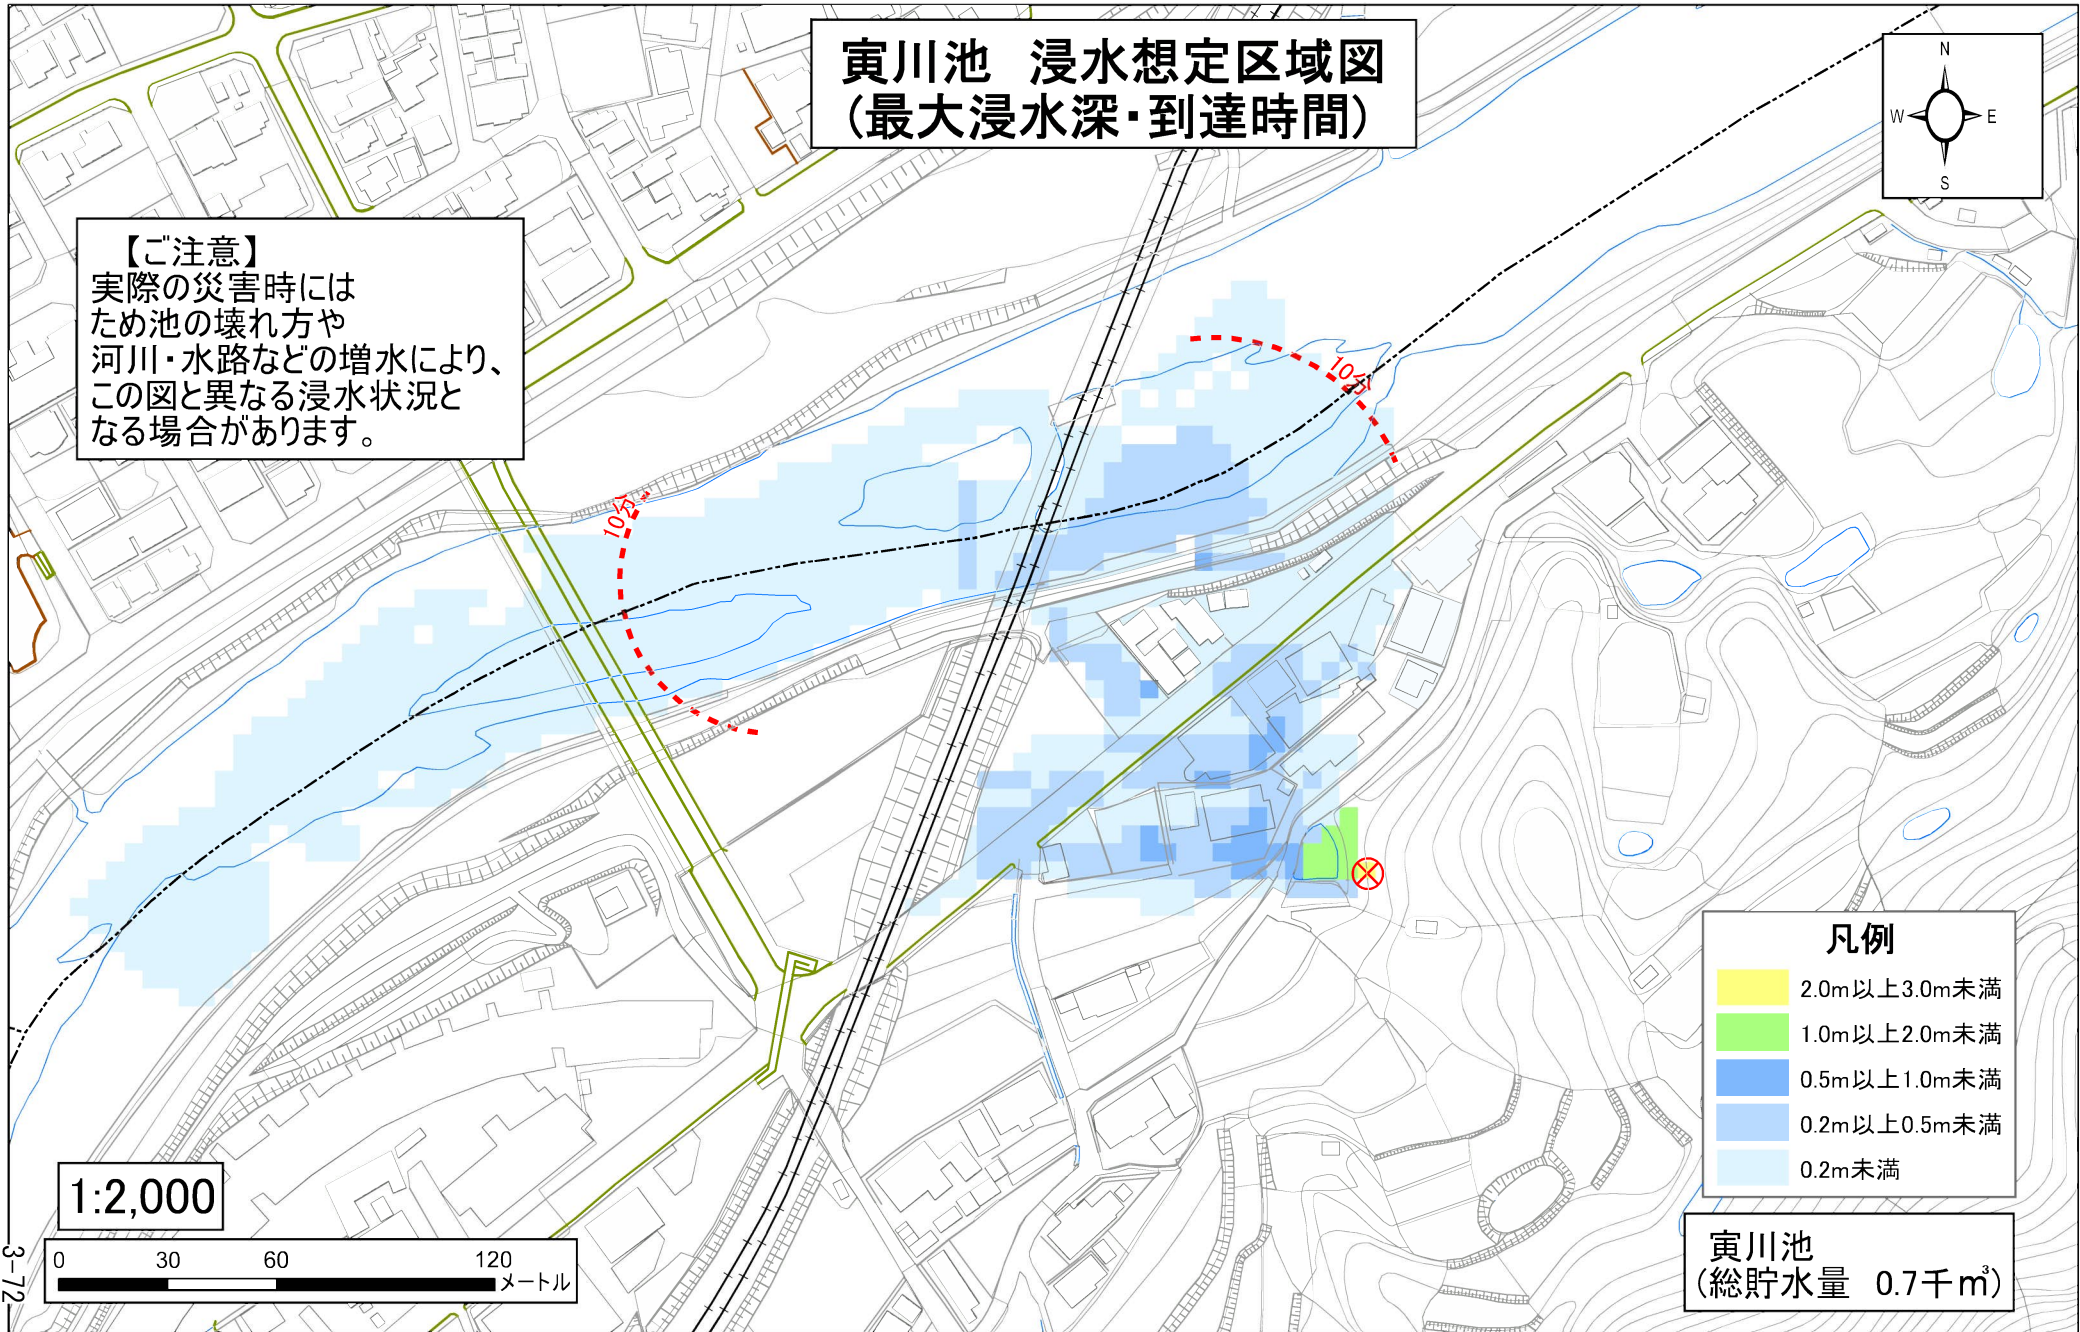 寅川池　浸水想定区域図
(最大浸水深・到達時間)
N
W
E
S
【ご注意】
実際の災害時には
ため池の壊れ方や
河川・水路などの増水により、
この図と異なる浸水状況と
なる場合があります。
10分
10分
凡例
2.0m以上3.0m未満
1.0m以上2.0m未満
0.5m以上1.0m未満
0.2m以上0.5m未満
0.2m未満
1:2,000
0 30 60 120
メートル
寅川池
(総貯水量　0.7千㎥)
3-72